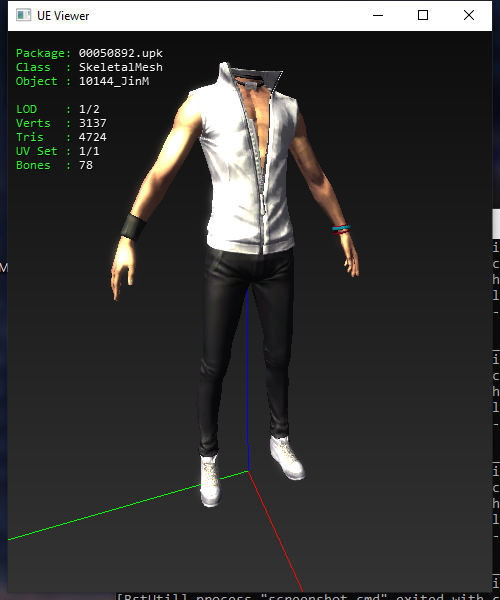 UE Viewer
Package: 00050892.upk
Class : SkeletalMesh
Object : 10144_JinM
LOD : 1/2
Verts : 3137
Tris : 4724
UV Set : 1/1
Bones : 78
M
i
c
h
l
-
i
c
h
l
-
i
c
h
l
-
i
[BstUtil] process "screenshot.cmd" exited with c